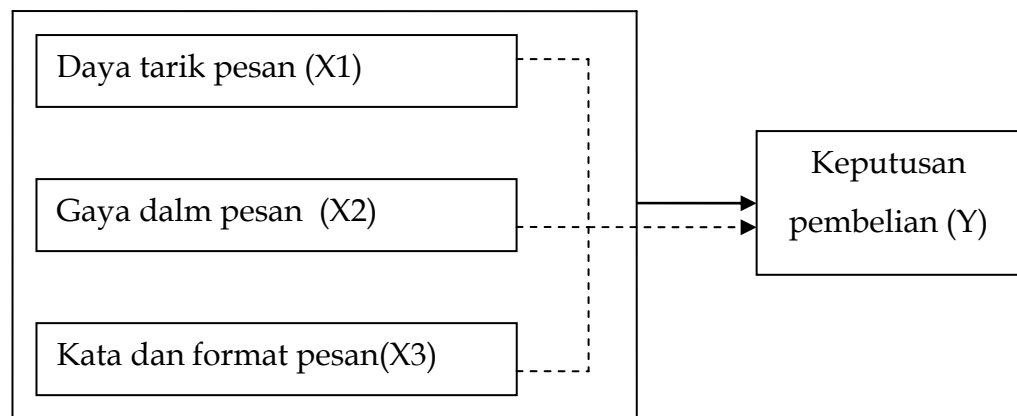 Daya tarik pesan (X1)
Gaya dalm pesan (X2)
Kata dan format pesan(X3)
Keputusan
pembelian (Y)